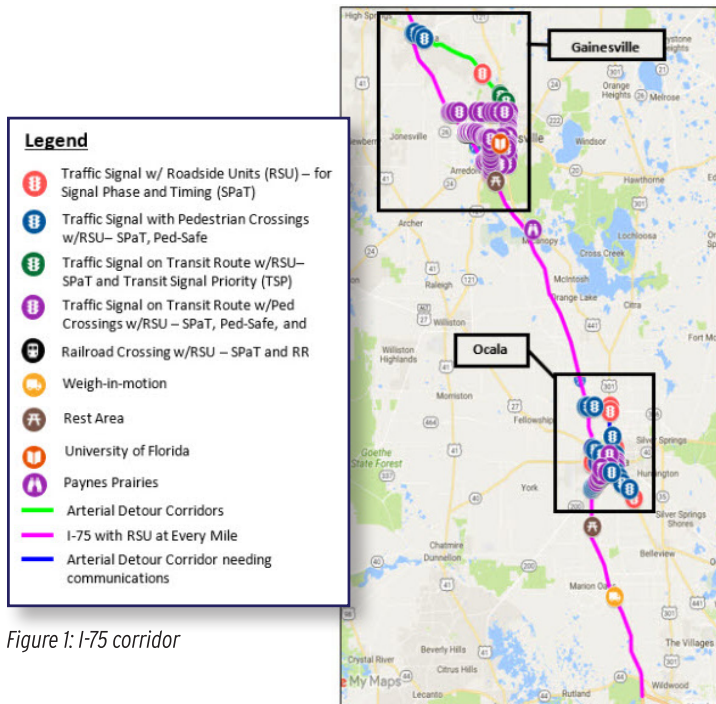 Legend
Traffic Signal w/ Roadside Units (RSU) – for
Signal Phase and Timing (SPaT)
Traffic Signal with Pedestrian Crossings
w/RSU– SPaT, Ped-Safe
Traffic Signal on Transit Route w/RSU–
SPaT and Transit Signal Priority (TSP)
Traffic Signal on Transit Route w/Ped
Crossings w/RSU – SPaT, Ped-Safe, and
Railroad Crossing w/RSU – SPaT and RR
Weigh-in-motion
Rest Area
University of Florida
Paynes Prairies
Arterial Detour Corridors
I-75 with RSU at Every Mile
Arterial Detour Corridor needing
communications
Figure 1: I-75 corridor
High Springs
Gainesville
Orange
Heights
Melrose
Jonesville
Windsor
Hawthorne
Archer
Lochloosa
Cross Creek
McIntosh
Raleigh
Orange Lake
Citra
Williston
Williston
Highlands
Ocala
Morriston
Fellowship
Silver Springs
Goethe
State Forest
York
Silver Springs
Shores
Belleview
Chatmire
Dunnellon
Marion Oaks
The Villages
Beverly Hills
Crystal River
Citrus Hills
Wildwood
My Maps
Lecanto
Rutland